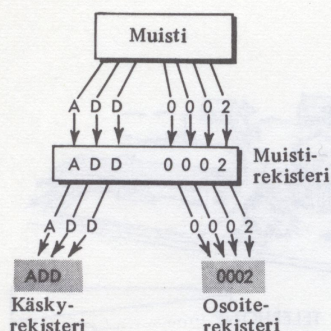 Muisti
A D D 0 0 0 2
A D D 0 0 0 2
Muisti-
rekisteri
A D D 0 0 0 2
ADD 0002
Käsky-
rekisteri
Osoite-
rekisteri